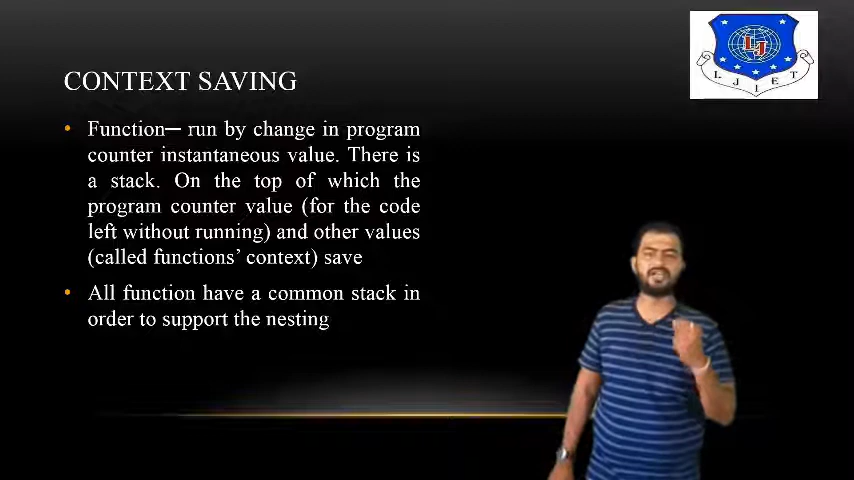 LJ
L J I E T
CONTEXT SAVING
• Function— run by change in program
counter instantaneous value. There is
a stack. On the top of which the
program counter value (for the code
left without running) and other values
(called functions’ context) save
• All function have a common stack in
order to support the nesting